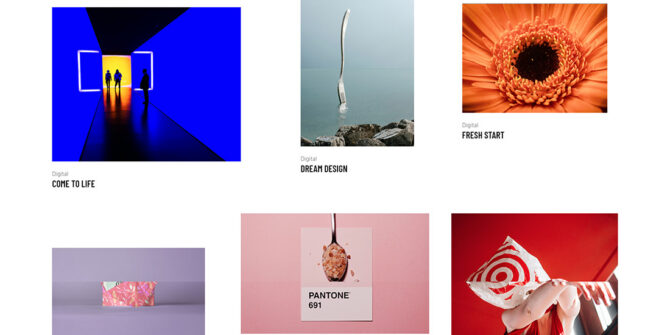 Digital
COME TO LIFE
Digital
DREAM DESIGN
Digital
FRESH START
PANTONE
691